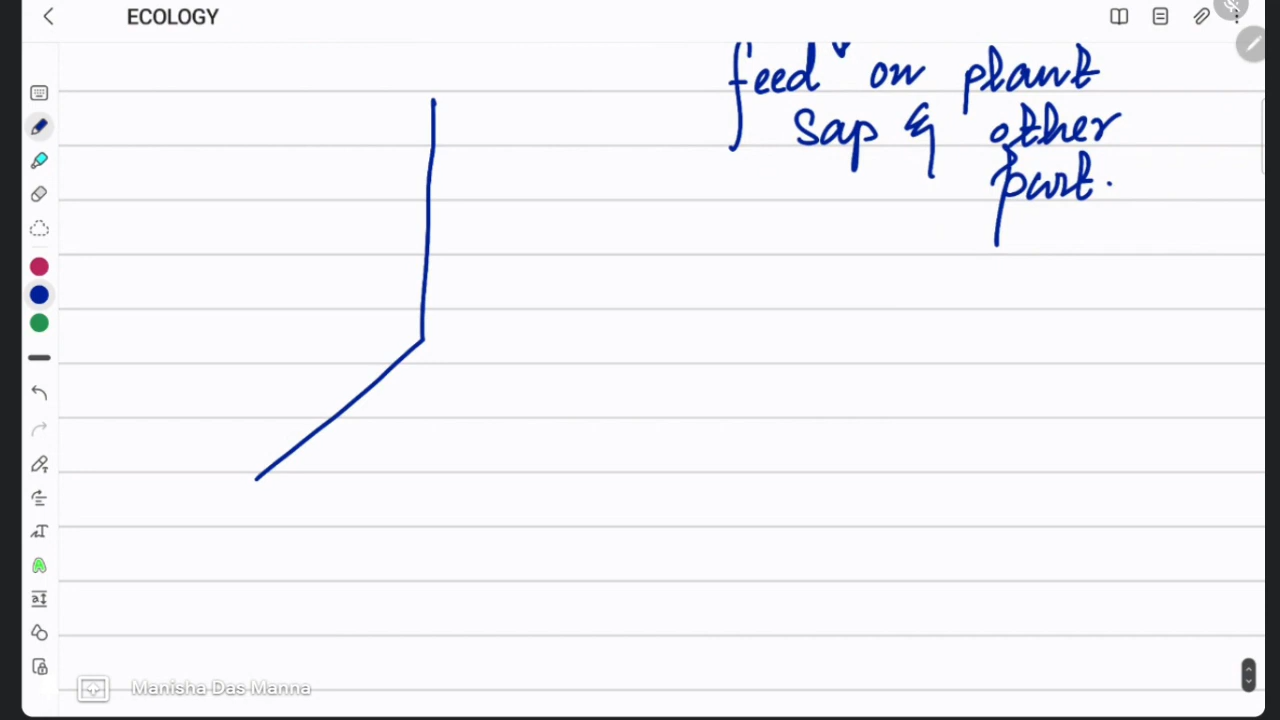 ECOLOGY
feed on plant
Sap & other
part.
Manisha Das Manna